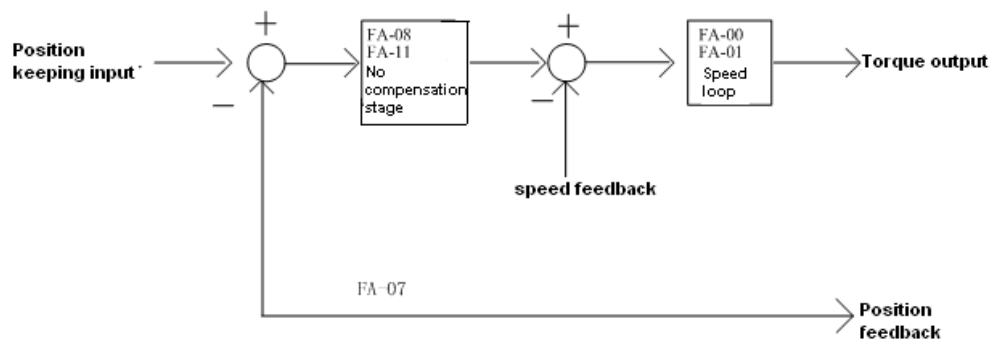 +
Position
keeping input
−
FA-08
FA-11
No
compensation
stage
+
−
speed feedback
FA-00
FA-01
Speed
loop
Torque output
FA-07
Position
feedback